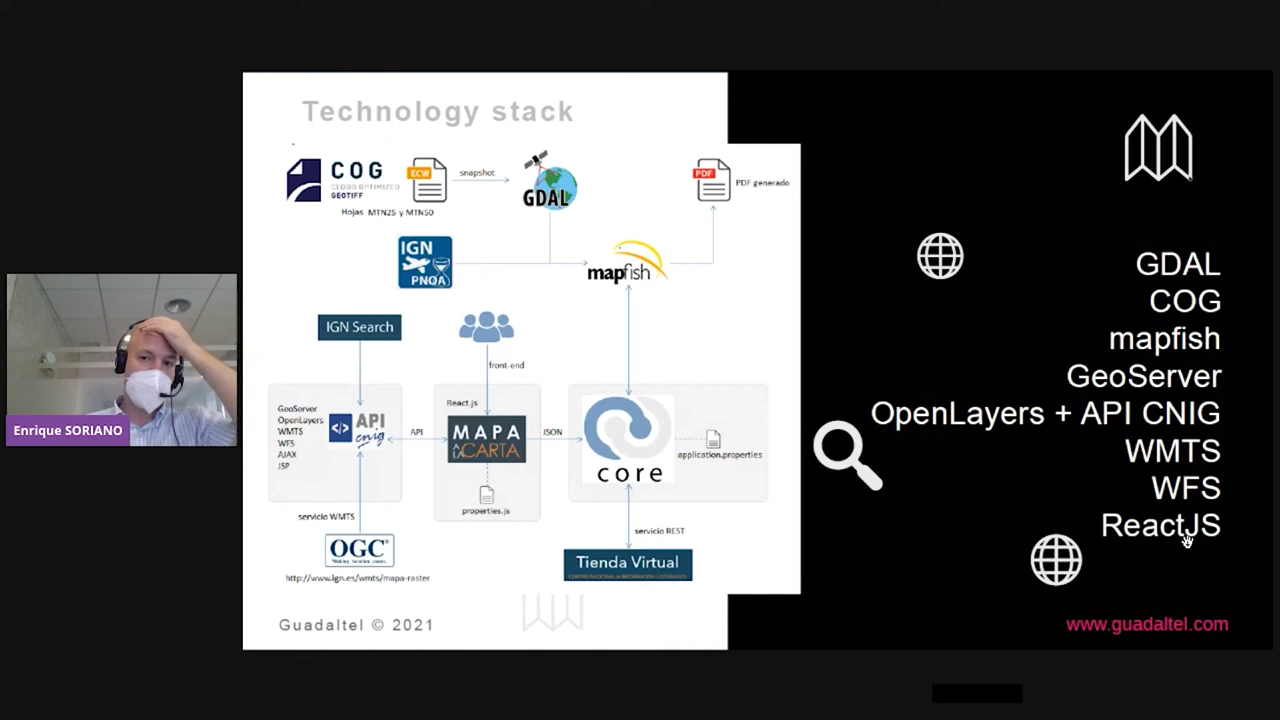 Technology stack
COG
CLOUD OPTIMIZED
GEOTIFF
ECW
snapshot
GDAL
PDF
PDF generado
Hojas MTN25 y MTN50
IGN
PNOA
mapfish
IGN Search
front-end
GeoServer
OpenLayers
WMTS
WFS
AJAX
JSP
</>
API
cnig
API
React.js
MAPA
A LA CARTA
JSON
core
application.properties
properties.js
servicio WMTS
OGC®
Making location count.
http://www.ign.es/wmts/mapa-raster
servicio REST
Tienda Virtual
Guadaltel © 2021
GDAL
COG
mapfish
GeoServer
OpenLayers + API CNIG
WMTS
WFS
ReactJS
www.guadaltel.com
Enrique SORIANO